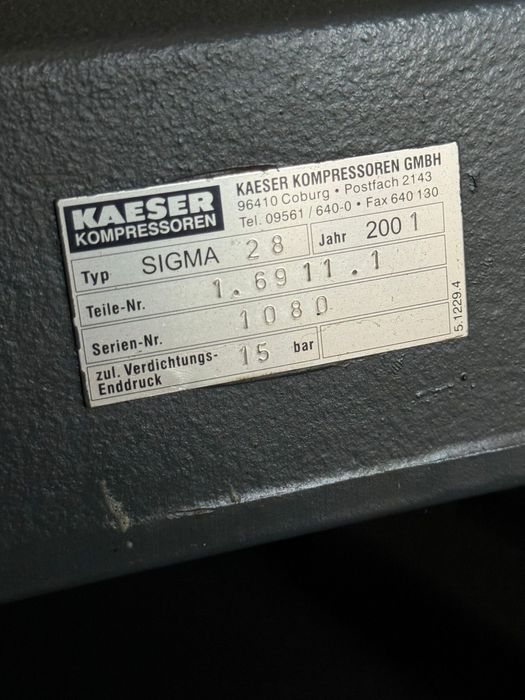 KAESER
KOMPRESSOREN
KAESER KOMPRESSOREN GMBH
96410 Coburg • Postfach 2143
Tel. 09561 / 640-0 • Fax 640 130
Typ SIGMA 28 Jahr 2001
Teile-Nr. 1.6911.1
Serien-Nr. 1080
zul. Verdichtungs-
Enddruck 15 bar
5.1229.4